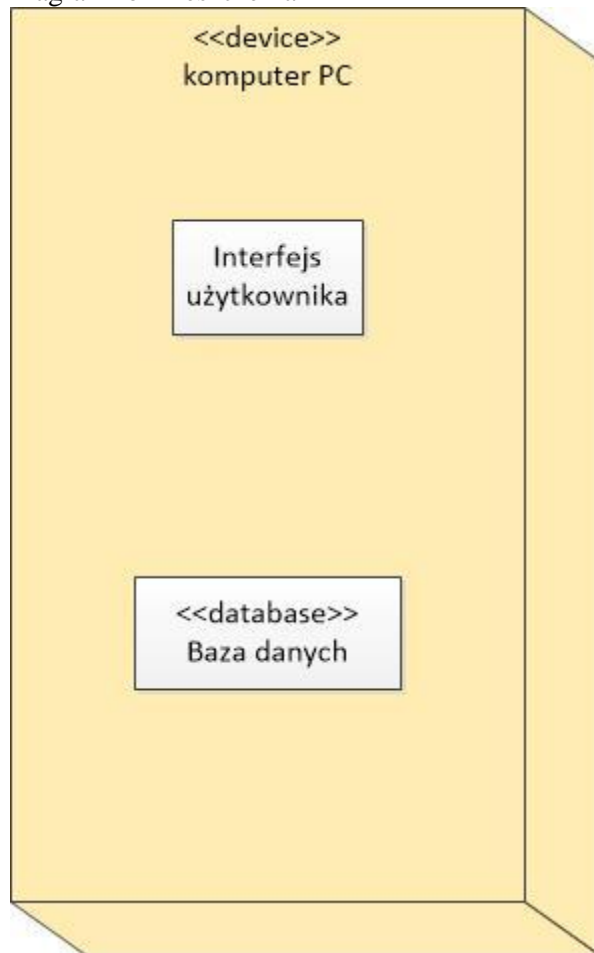 <<device>>
komputer PC
Interfejs
użytkownika
<<database>>
Baza danych